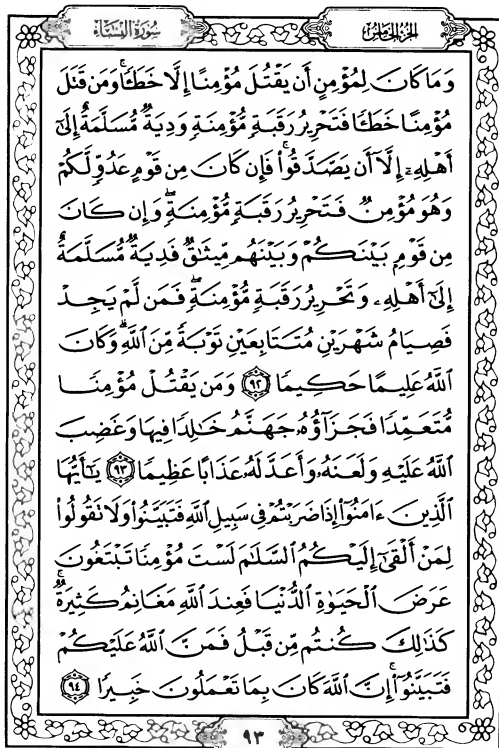 الجزء الخامس
سورة النساء
وَمَا كَانَ لِمُؤْمِنٍ أَن يَقْتُلَ مُؤْمِنًا إِلَّا خَطَـًٔا ۚ وَمَن قَتَلَ
مُؤْمِنًا خَطَـًٔا فَتَحْرِيرُ رَقَبَةٍ مُّؤْمِنَةٍ وَدِيَةٌ مُّسَلَّمَةٌ إِلَىٰٓ
أَهْلِهِۦٓ إِلَّآ أَن يَصَّدَّقُوا۟ ۚ فَإِن كَانَ مِن قَوْمٍ عَدُوٍّ لَّكُمْ
وَهُوَ مُؤْمِنٌ فَتَحْرِيرُ رَقَبَةٍ مُّؤْمِنَةٍ ۖ وَإِن كَانَ
مِن قَوْمٍۭ بَيْنَكُمْ وَبَيْنَهُم مِّيثَـٰقٌ فَدِيَةٌ مُّسَلَّمَةٌ
إِلَىٰٓ أَهْلِهِۦ وَتَحْرِيرُ رَقَبَةٍ مُّؤْمِنَةٍ ۖ فَمَن لَّمْ يَجِدْ
فَصِيَامُ شَهْرَيْنِ مُتَتَابِعَيْنِ تَوْبَةً مِّنَ ٱللَّهِ ۗ وَكَانَ
ٱللَّهُ عَلِيمًا حَكِيمًا ٩٢ وَمَن يَقْتُلْ مُؤْمِنًا
مُّتَعَمِّدًا فَجَزَآؤُهُۥ جَهَنَّمُ خَـٰلِدًا فِيهَا وَغَضِبَ
ٱللَّهُ عَلَيْهِ وَلَعَنَهُۥ وَأَعَدَّ لَهُۥ عَذَابًا عَظِيمًا ٩٣ يَـٰٓأَيُّهَا
ٱلَّذِينَ ءَامَنُوٓا۟ إِذَا ضَرَبْتُمْ فِى سَبِيلِ ٱللَّهِ فَتَبَيَّنُوا۟ وَلَا تَقُولُوا۟
لِمَنْ أَلْقَىٰٓ إِلَيْكُمُ ٱلسَّلَـٰمَ لَسْتَ مُؤْمِنًا تَبْتَغُونَ
عَرَضَ ٱلْحَيَوٰةِ ٱلدُّنْيَا فَعِندَ ٱللَّهِ مَغَانِمُ كَثِيرَةٌ ۚ
كَذَٰلِكَ كُنتُم مِّن قَبْلُ فَمَنَّ ٱللَّهُ عَلَيْكُمْ
فَتَبَيَّنُوٓا۟ ۚ إِنَّ ٱللَّهَ كَانَ بِمَا تَعْمَلُونَ خَبِيرًا ٩٤
٩٣